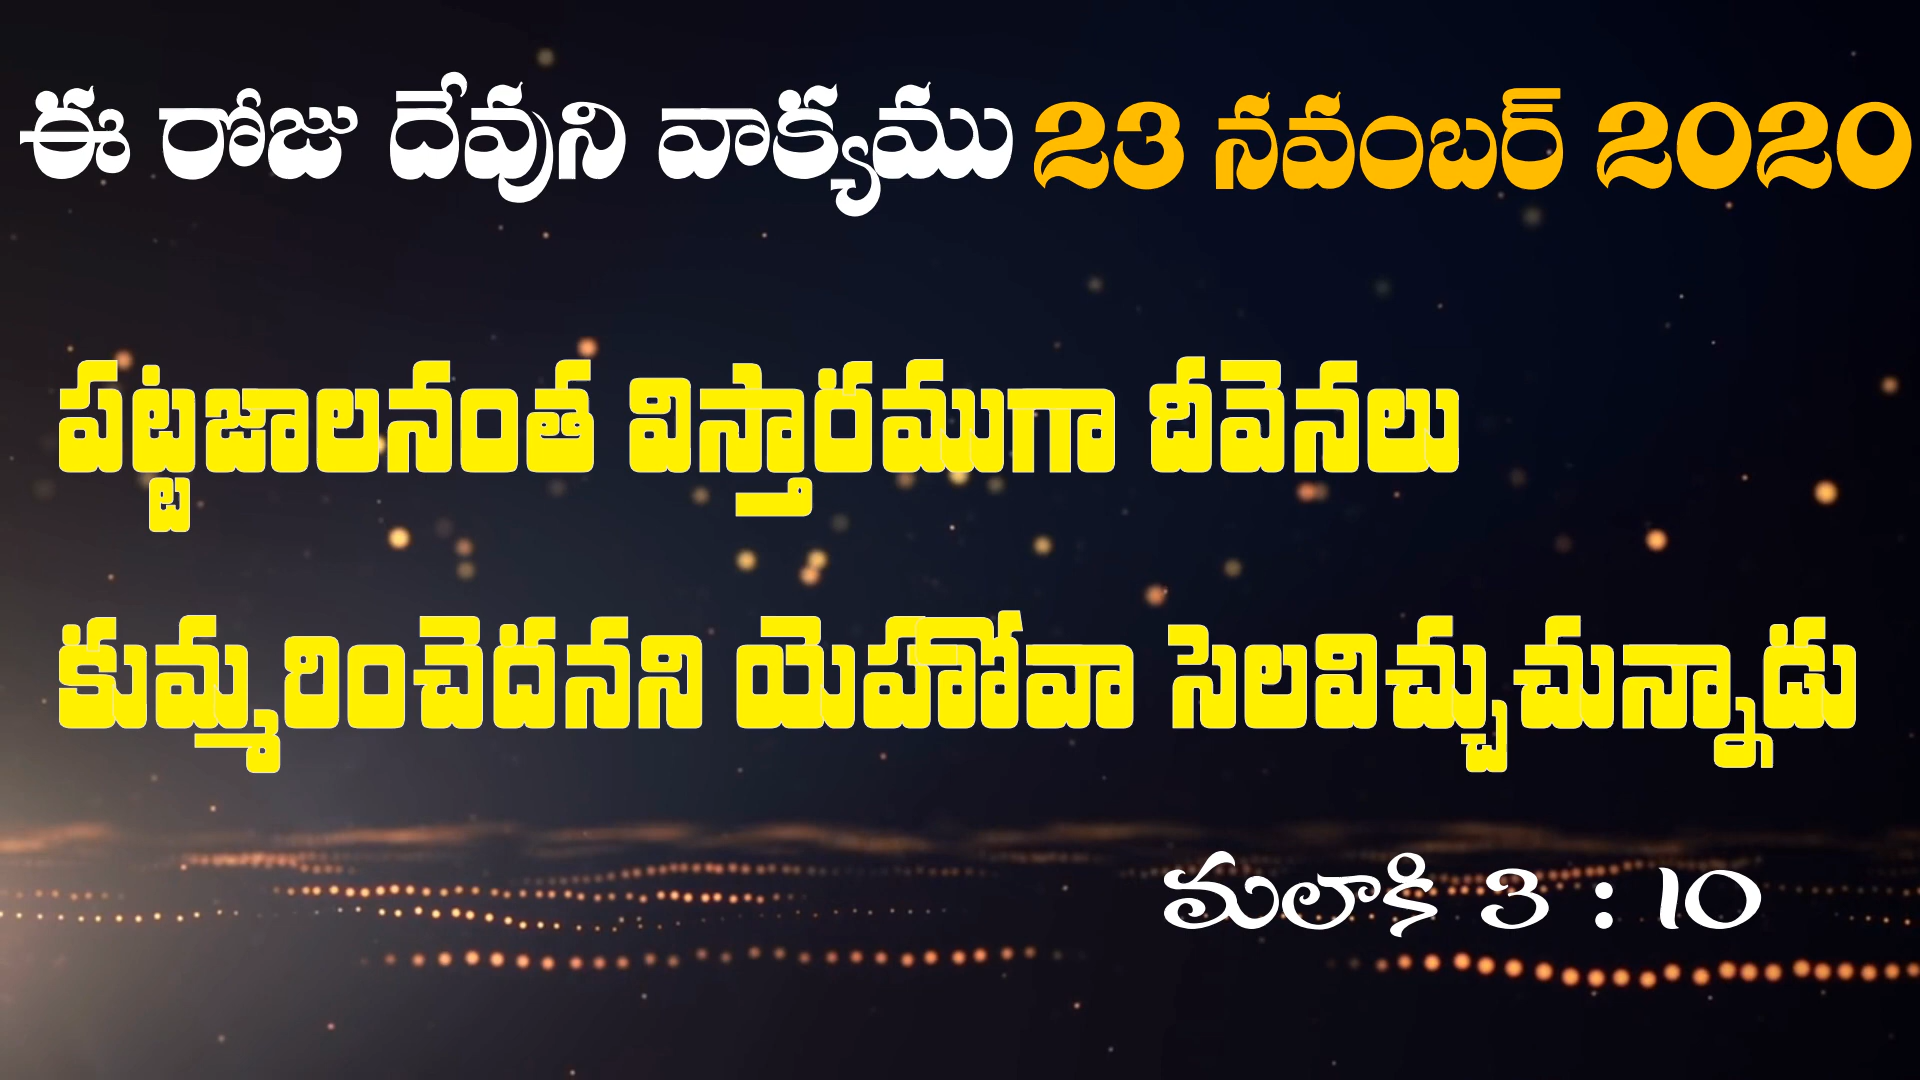 ఈ రోజు దేవుని వాక్యము 23 నవంబర్ 2020
పట్టజాలనంత విస్తారముగా దీవెనలు
కుమ్మరించెదనని యెహోవా సెలవిచ్చుచున్నాడు
మలాకి 3 : 10